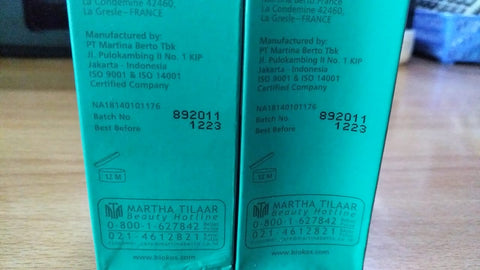 La Condemine 42460,
La Gresle - FRANCE
Manufactured by:
PT Martina Berto Tbk
Jl. Pulokambing II No. 1 KIP
Jakarta - Indonesia
ISO 9001 & ISO 14001
Certified Company
NA18140101176
Batch No. 892011
Best Before 1223
12 M
MARTHA TILAAR
Beauty Hotline
0-800-1-627842
021-4612821
www.biokos.com
La Condemine 42460,
La Gresle - FRANCE
Manufactured by:
PT Martina Berto Tbk
Jl. Pulokambing II No. 1 KIP
Jakarta - Indonesia
ISO 9001 & ISO 14001
Certified Company
NA18140101176
Batch No. 892011
Best Before 1223
12 M
MARTHA TILAAR
Beauty Hotline
0-800-1-627842
021-4612821
www.biokos.com